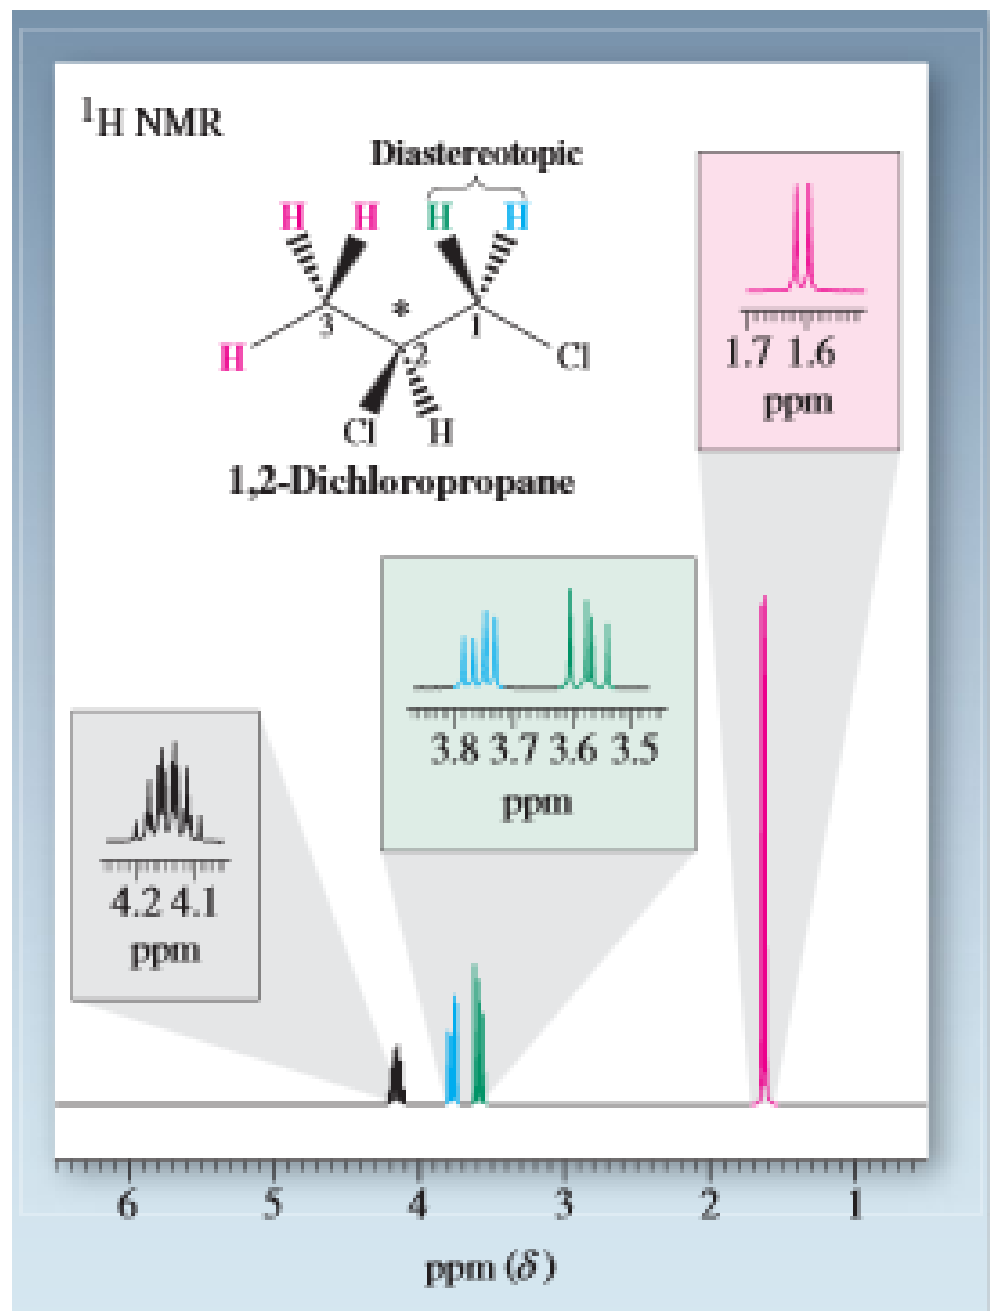 ¹H NMR
Diastereotopic
H H H H
*
3 1
H 2 Cl
Cl H
1,2-Dichloropropane
1.7 1.6
ppm
3.8 3.7 3.6 3.5
ppm
4.2 4.1
ppm
6 5 4 3 2 1
ppm (δ)